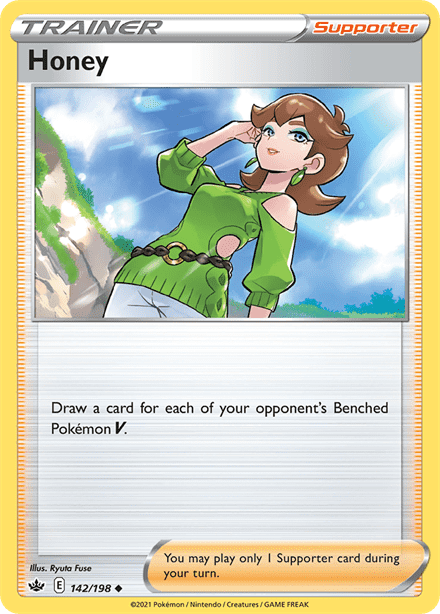 TRAINER Supporter
Honey
Draw a card for each of your opponent's Benched
Pokémon V.
Illus. Ryuta Fuse
You may play only 1 Supporter card during
your turn.
E 142/198
©2021 Pokémon / Nintendo / Creatures / GAME FREAK